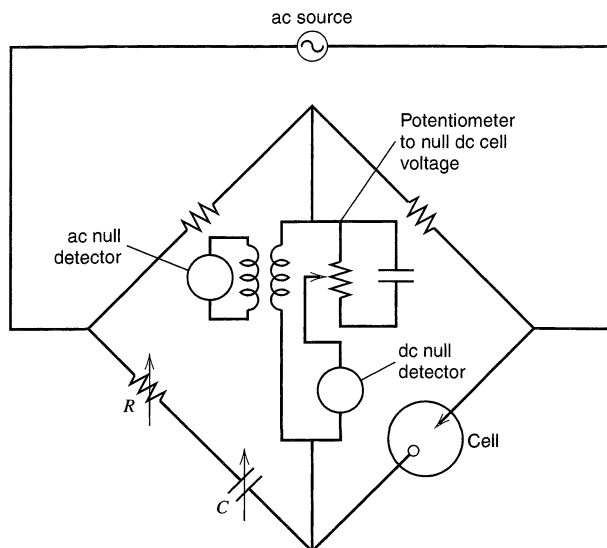 ac source
Potentiometer
to null dc cell
voltage
ac null
detector
dc null
detector
R
Cell
C